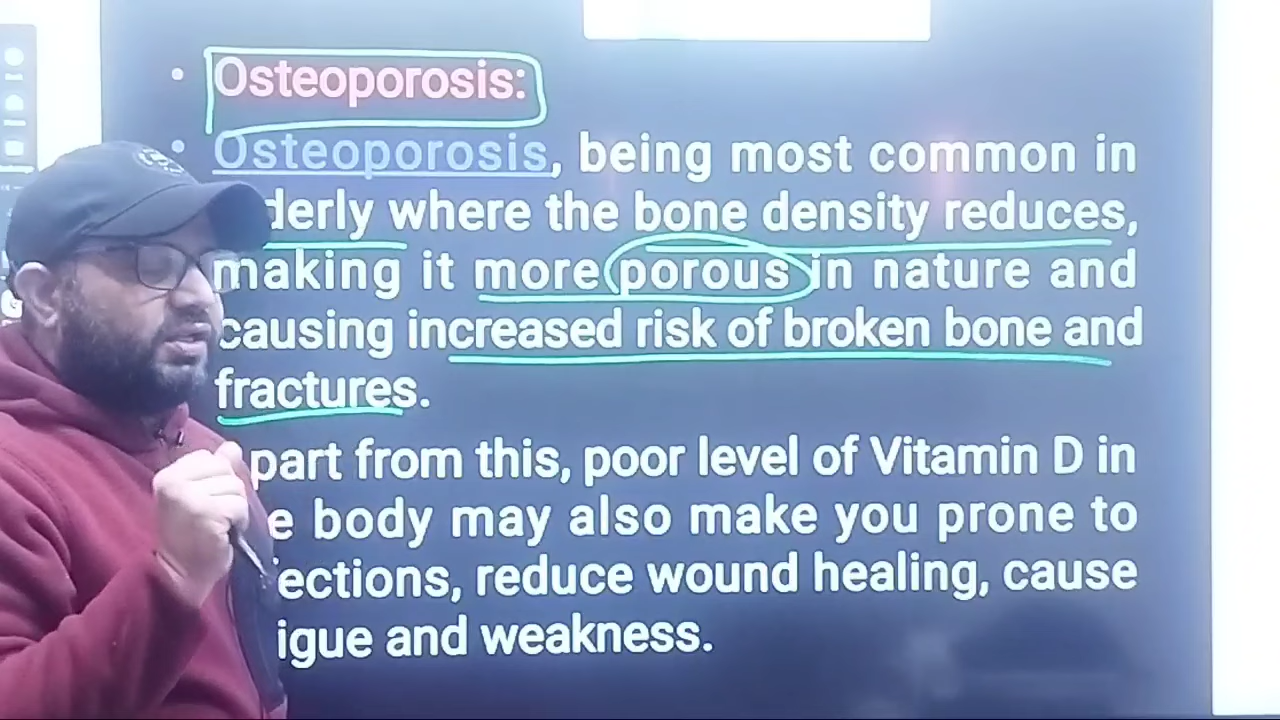 • Osteoporosis:
• Osteoporosis, being most common in
derly where the bone density reduces,
making it more porous in nature and
causing increased risk of broken bone and
fractures.
part from this, poor level of Vitamin D in
e body may also make you prone to
ections, reduce wound healing, cause
igue and weakness.